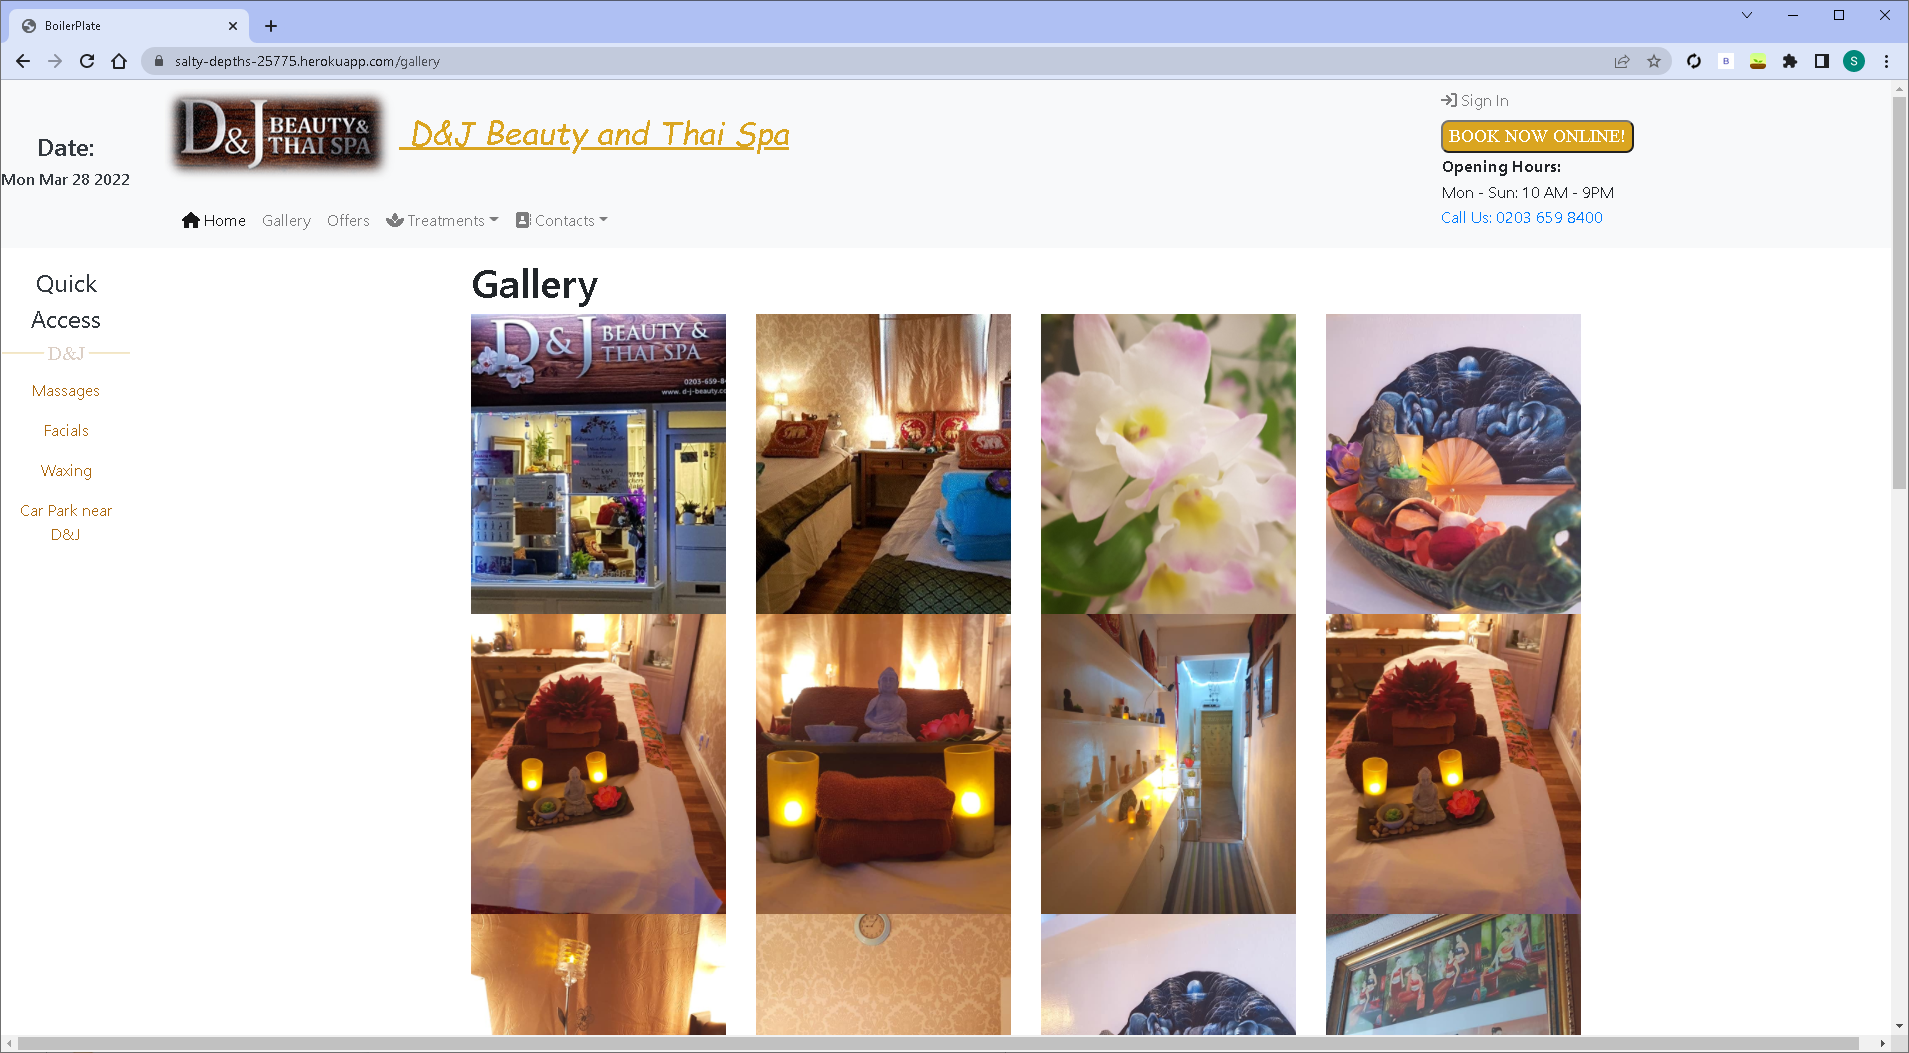 BoilerPlate
salty-depths-25775.herokuapp.com/gallery
B
S
Date:
Mon Mar 28 2022
D&J BEAUTY &
THAI SPA
D&J Beauty and Thai Spa
Sign In
BOOK NOW ONLINE!
Opening Hours:
Mon - Sun: 10 AM - 9PM
Call Us: 0203 659 8400
Home Gallery Offers Treatments Contacts
Quick
Access
D&J
Massages
Facials
Waxing
Car Park near
D&J
Gallery
D&J BEAUTY &
THAI SPA
0203-659-8
www. d-j-beauty.co